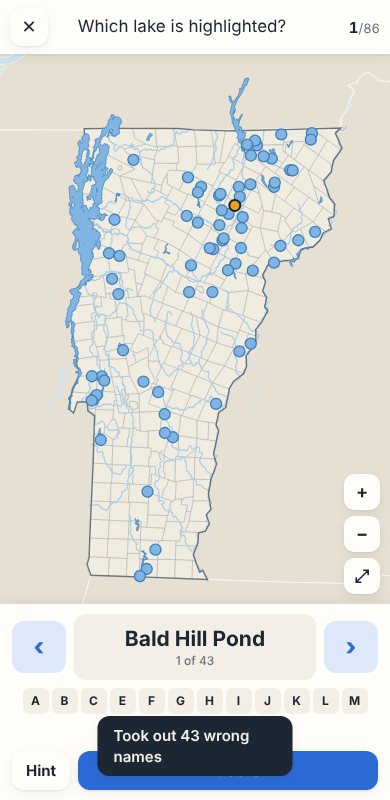 ✕ Which lake is highlighted? 1/86
+
−
‹ Bald Hill Pond ›
1 of 43
A B C E F G H I J K L M
Took out 43 wrong
names
Hint